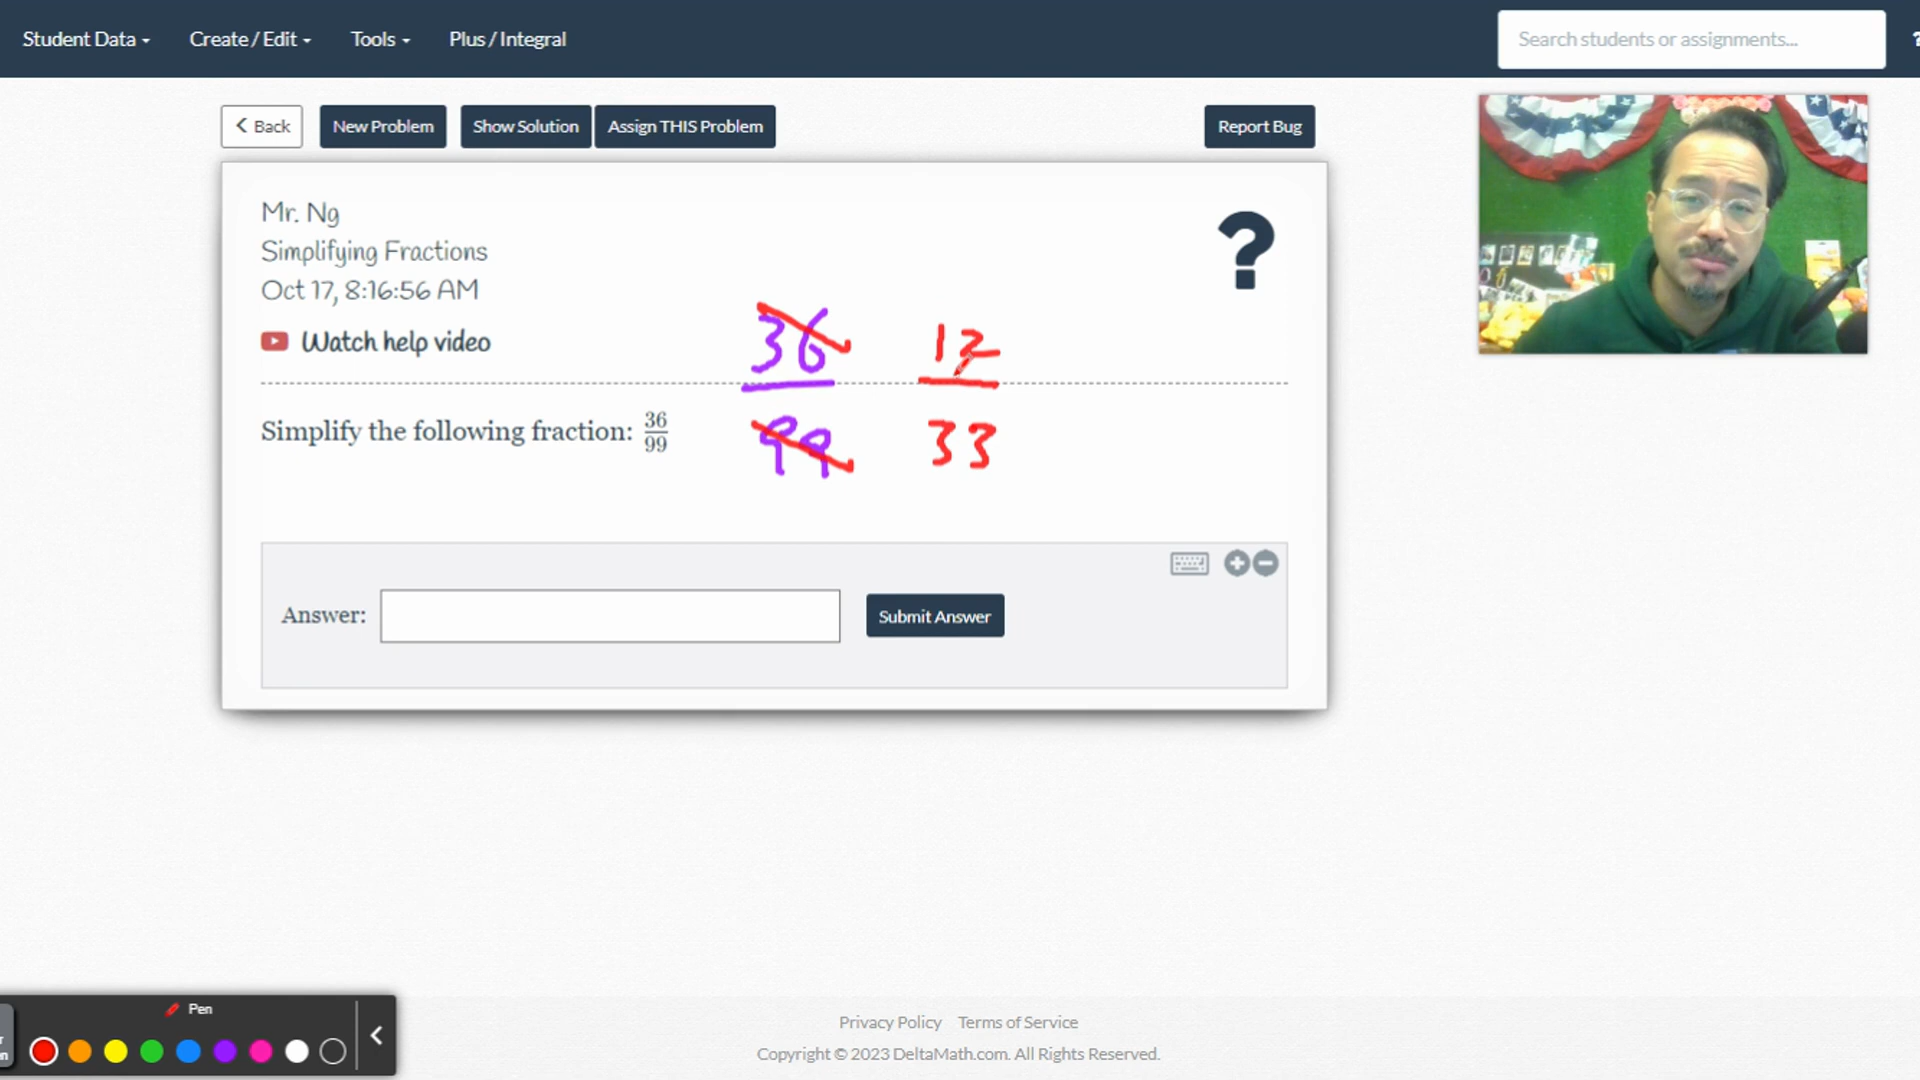 Student Data Create / Edit Tools Plus / Integral Search students or assignments... ?
Back New Problem Show Solution Assign THIS Problem Report Bug
Mr. Ng
Simplifying Fractions
Oct 17, 8:16:56 AM
?
Watch help video
36 12
99 33
Simplify the following fraction: 36/99
Answer: Submit Answer
Pen
Privacy Policy Terms of Service
Copyright © 2023 DeltaMath.com. All Rights Reserved.